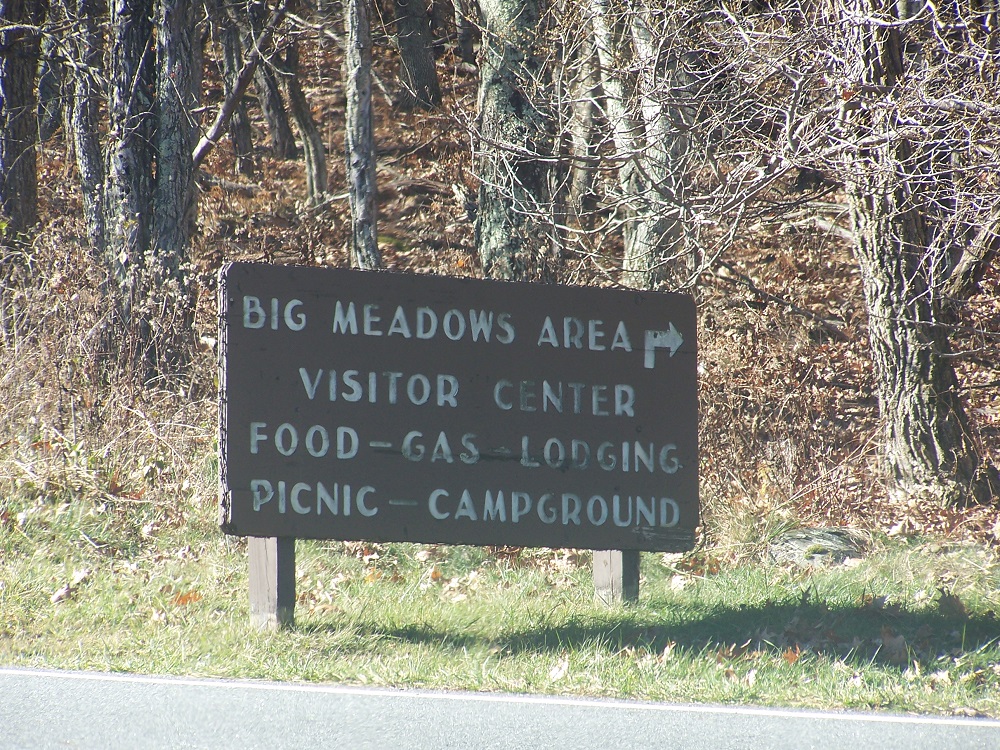 BIG MEADOWS AREA
VISITOR CENTER
FOOD - GAS - LODGING
PICNIC - CAMPGROUND